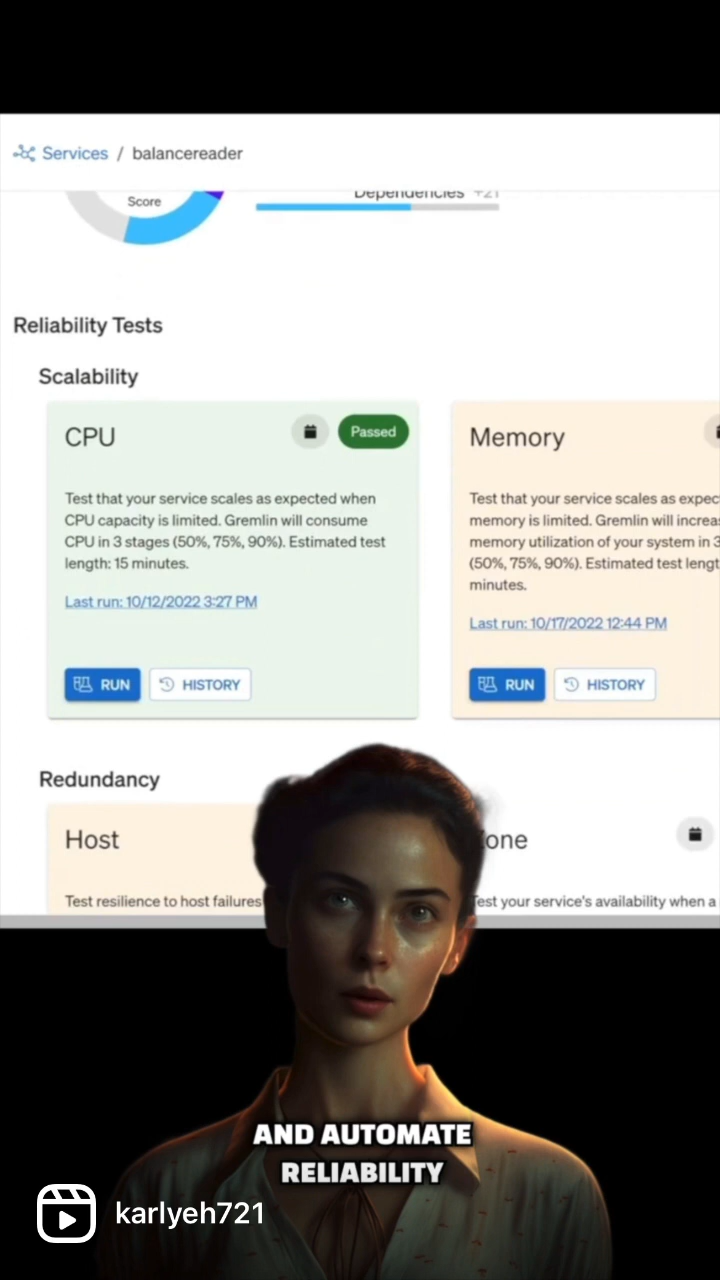 Services / balancereader
Score
Dependencies +21
Reliability Tests
Scalability
CPU
Passed
Test that your service scales as expected when
CPU capacity is limited. Gremlin will consume
CPU in 3 stages (50%, 75%, 90%). Estimated test
length: 15 minutes.
Last run: 10/12/2022 3:27 PM
RUN
HISTORY
Memory
Test that your service scales as expec
memory is limited. Gremlin will increa
memory utilization of your system in 3
(50%, 75%, 90%). Estimated test lengt
minutes.
Last run: 10/17/2022 12:44 PM
RUN
HISTORY
Redundancy
Host
Test resilience to host failures
one
Test your service's availability when a
AND AUTOMATE
RELIABILITY
karlyeh721